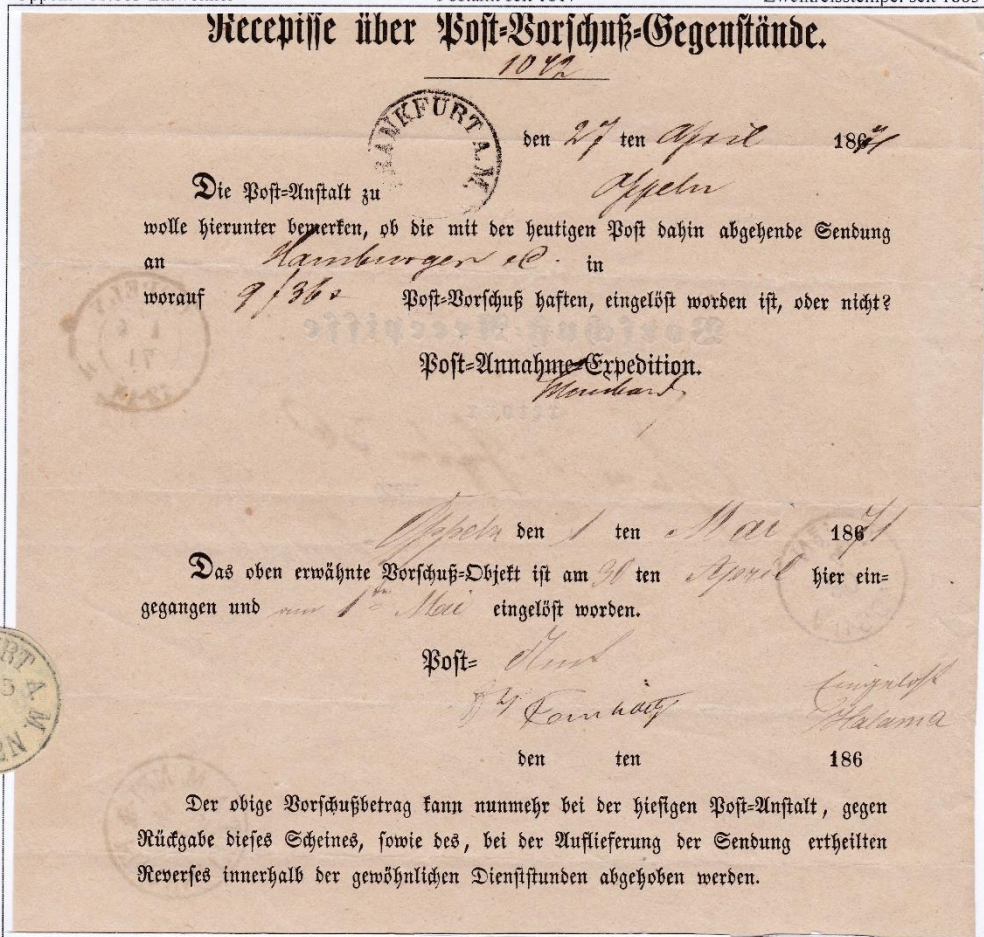 Recepisse über Post-Vorschuß-Gegenstände.
1042
FRANKFURT A.M.
den 27 ten April 1871
Die Post-Anstalt zu Oppeln
wolle hierunter bemerken, ob die mit der heutigen Post dahin abgehende Sendung
an Hamburger & C. in
worauf 9 f 36 Post-Vorschuß haften, eingelöst worden ist, oder nicht?
Post-Annahme-Expedition.
Oppeln den 1 ten Mai 1871
Das oben erwähnte Vorschuß-Objekt ist am 30 ten April hier ein-
gegangen und am 1ten Mai eingelöst worden.
Post- Amt
Eingelöst
Halama
den ten 186
Der obige Vorschußbetrag kann nunmehr bei der hiesigen Post-Anstalt, gegen
Rückgabe dieses Scheines, sowie des, bei der Auflieferung der Sendung ertheilten
Reverses innerhalb der gewöhnlichen Dienststunden abgehoben werden.